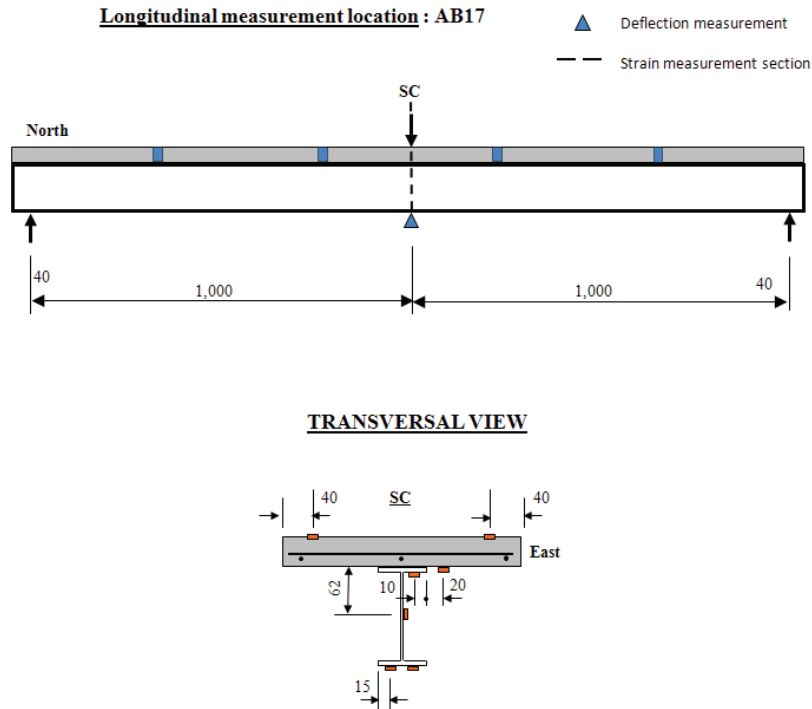 Longitudinal measurement location : AB17
Deflection measurement
Strain measurement section
SC
North
40
1,000
1,000
40
TRANSVERSAL VIEW
40
SC
40
East
62
10
20
15